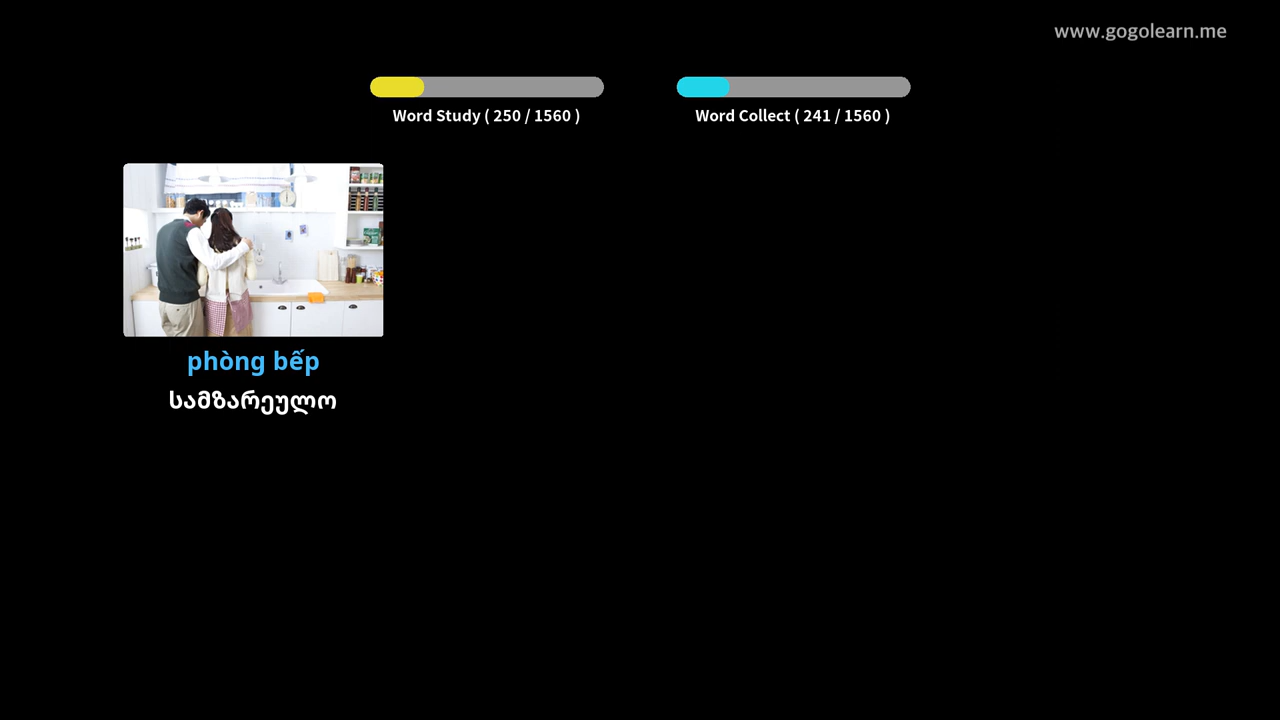 www.gogolearn.me
Word Study ( 250 / 1560 )
Word Collect ( 241 / 1560 )
phòng bếp
სამზარეულო